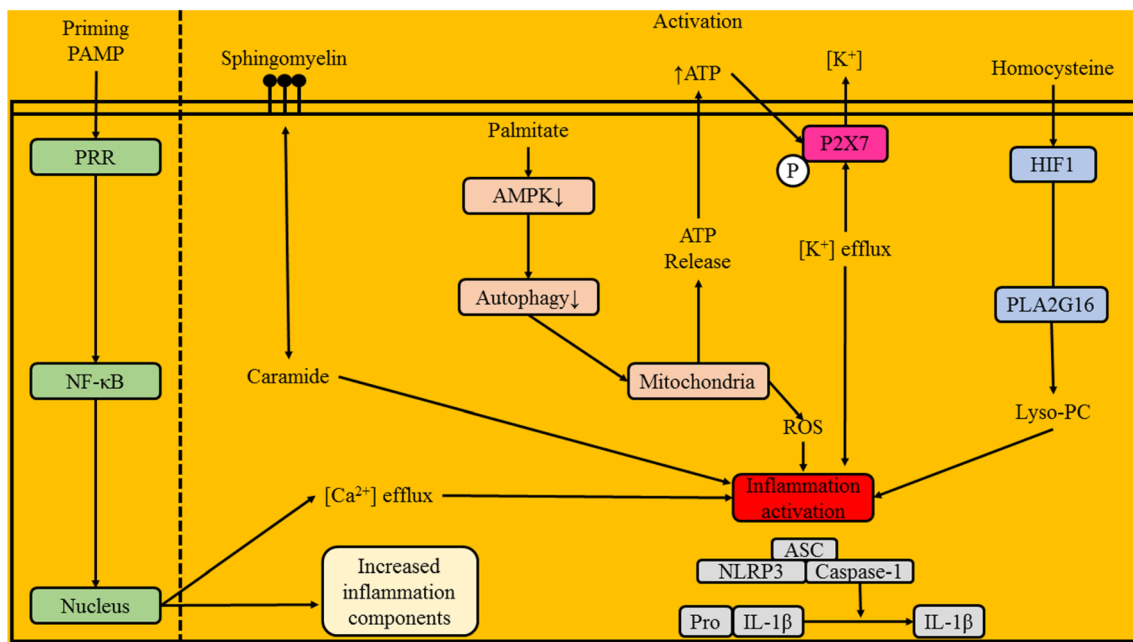 Priming
PAMP
Activation
Sphingomyelin
↑ATP
[K⁺]
Homocysteine
PRR
Palmitate
P2X7
P
HIF1
AMPK↓
ATP
Release
[K⁺] efflux
Autophagy↓
PLA2G16
NF-κB
Caramide
Mitochondria
ROS
Lyso-PC
[Ca²⁺] efflux
Inflammation
activation
Increased
inflammation
components
Nucleus
ASC
NLRP3
Caspase-1
Pro
IL-1β
IL-1β